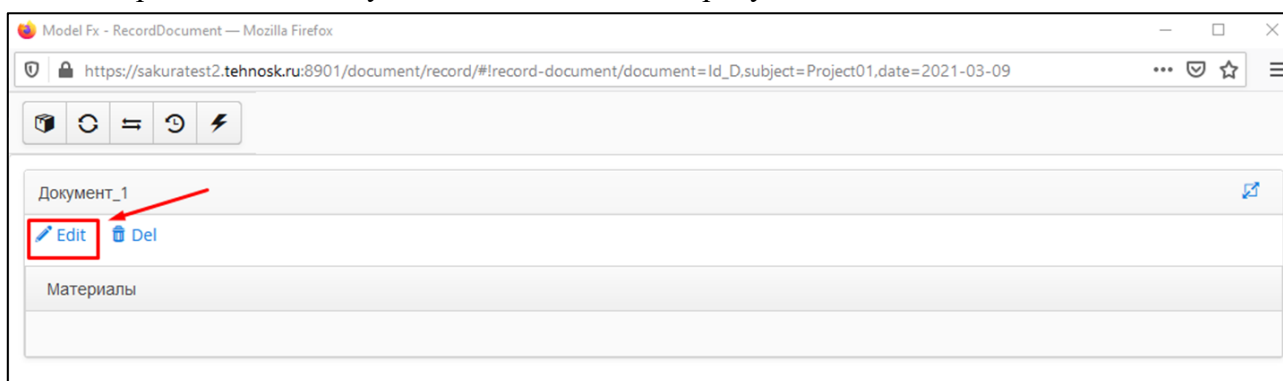 Model Fx - RecordDocument — Mozilla Firefox
https://sakuratest2.tehnosk.ru:8901/document/record/#!record-document/document=Id_D,subject=Project01,date=2021-03-09
Документ_1
Edit Del
Материалы